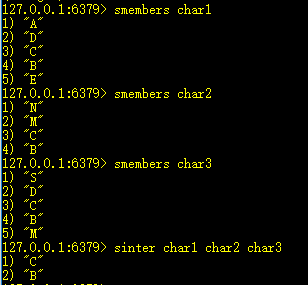 127.0.0.1:6379> smembers char1
1) "A"
2) "D"
3) "C"
4) "B"
5) "E"
127.0.0.1:6379> smembers char2
1) "N"
2) "M"
3) "C"
4) "B"
127.0.0.1:6379> smembers char3
1) "S"
2) "D"
3) "C"
4) "B"
5) "M"
127.0.0.1:6379> sinter char1 char2 char3
1) "C"
2) "B"